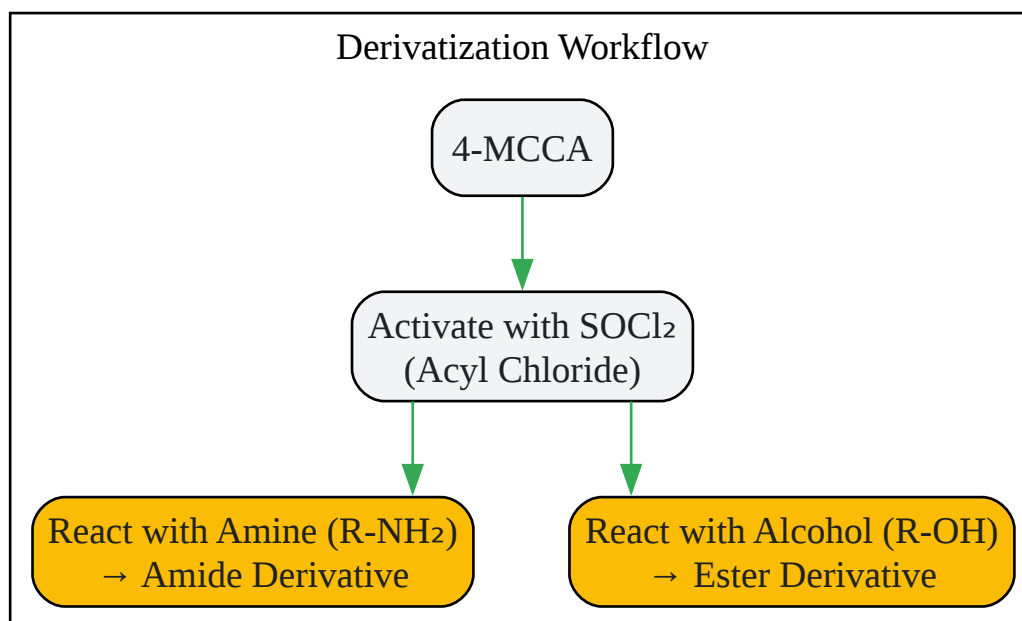 Derivatization Workflow
4-MCCA
Activate with SOCl₂
(Acyl Chloride)
React with Amine (R-NH₂)
→ Amide Derivative
React with Alcohol (R-OH)
→ Ester Derivative